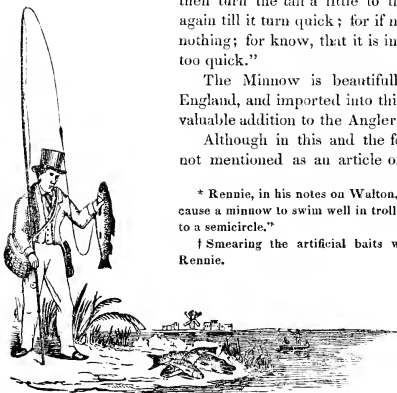 then turn the tail a little to t
again till it turn quick; for if n
nothing; for know, that it is in
too quick."
The Minnow is beautifull
England, and imported into thi
valuable addition to the Angler
Although in this and the f
not mentioned as an article o
* Rennie, in his notes on Walton,
cause a minnow to swim well in troll
to a semicircle."
† Smearing the artificial baits w
Rennie.